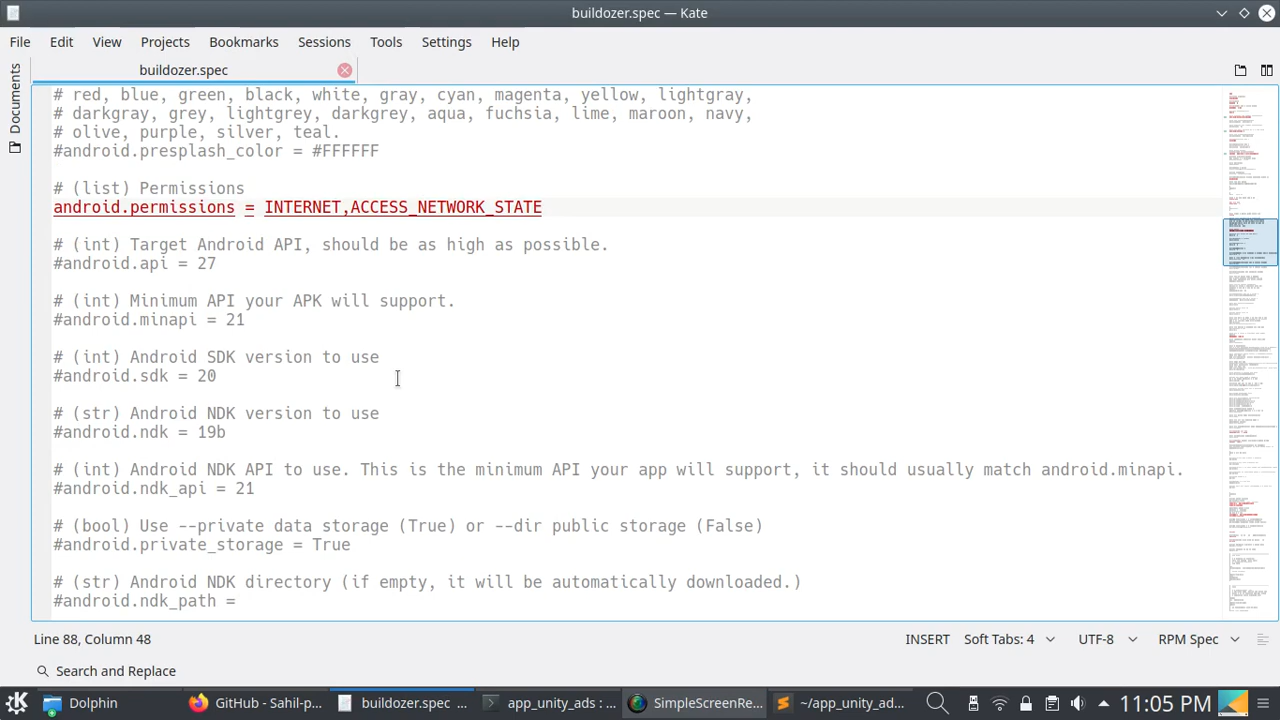 buildozer.spec — Kate
File Edit View Projects Bookmarks Sessions Tools Settings Help
buildozer.spec
Documents
# red, blue, green, black, white, gray, cyan, magenta, yellow, lightgray,
# darkgray, grey, lightgrey, darkgrey, aqua, fuchsia, lime, maroon, navy,
# olive, purple, silver, teal.
#android.presplash_color = #FFFFFF
# (list) Permissions
android.permissions = INTERNET,ACCESS_NETWORK_STATE
# (int) Target Android API, should be as high as possible.
#android.api = 27
# (int) Minimum API your APK will support.
#android.minapi = 21
# (int) Android SDK version to use
#android.sdk = 20
# (str) Android NDK version to use
#android.ndk = 19b
# (int) Android NDK API to use. This is the minimum API your app will support, it should usually match android.minapi.
#android.ndk_api = 21
# (bool) Use --private data storage (True) or --dir public storage (False)
#android.private_storage = True
# (str) Android NDK directory (if empty, it will be automatically downloaded.)
#android.ndk_path =
Line 88, Column 48
INSERT Soft Tabs: 4 UTF-8 RPM Spec
Search and Replace
Dolphin GitHub - Sahil-p... buildozer.spec ... app_unity_ads : ... SimpleScreenRe... app_unity_ad... 1:05 PM